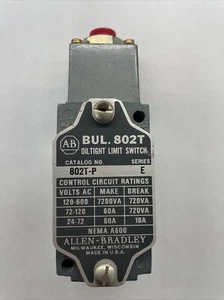 AB BUL. 802T
OILTIGHT LIMIT SWITCH
CATALOG NO. SERIES
802T-P E
CONTROL CIRCUIT RATINGS
VOLTS AC MAKE BREAK
120-600 7200VA 720VA
72-120 60A 720VA
24-72 60A 10A
NEMA A600
ALLEN-BRADLEY
MILWAUKEE, WISCONSIN
MADE IN U.S.A.